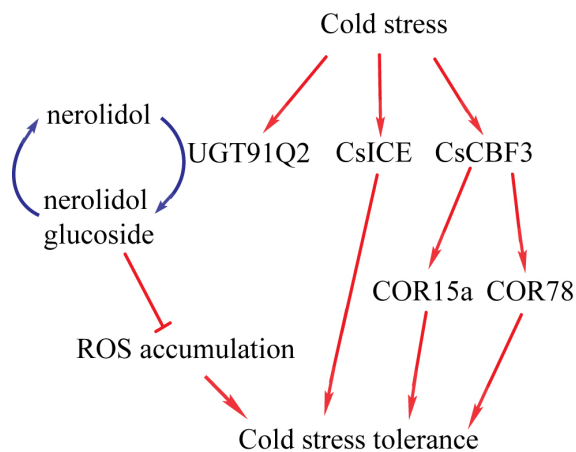 Cold stress
nerolidol
UGT91Q2 CsICE CsCBF3
nerolidol
glucoside
COR15a COR78
ROS accumulation
Cold stress tolerance